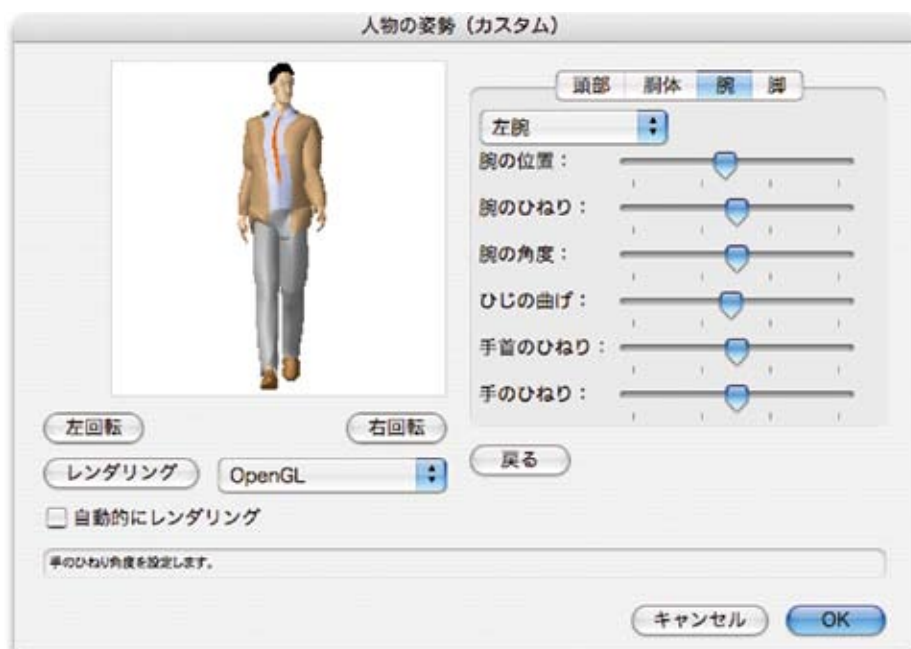 人物の姿勢（カスタム）
頭部 胴体 腕 脚
左腕
腕の位置：
腕のひねり：
腕の角度：
ひじの曲げ：
手首のひねり：
手のひねり：
左回転 右回転
戻る
レンダリング OpenGL
自動的にレンダリング
手のひねり角度を設定します。
キャンセル OK